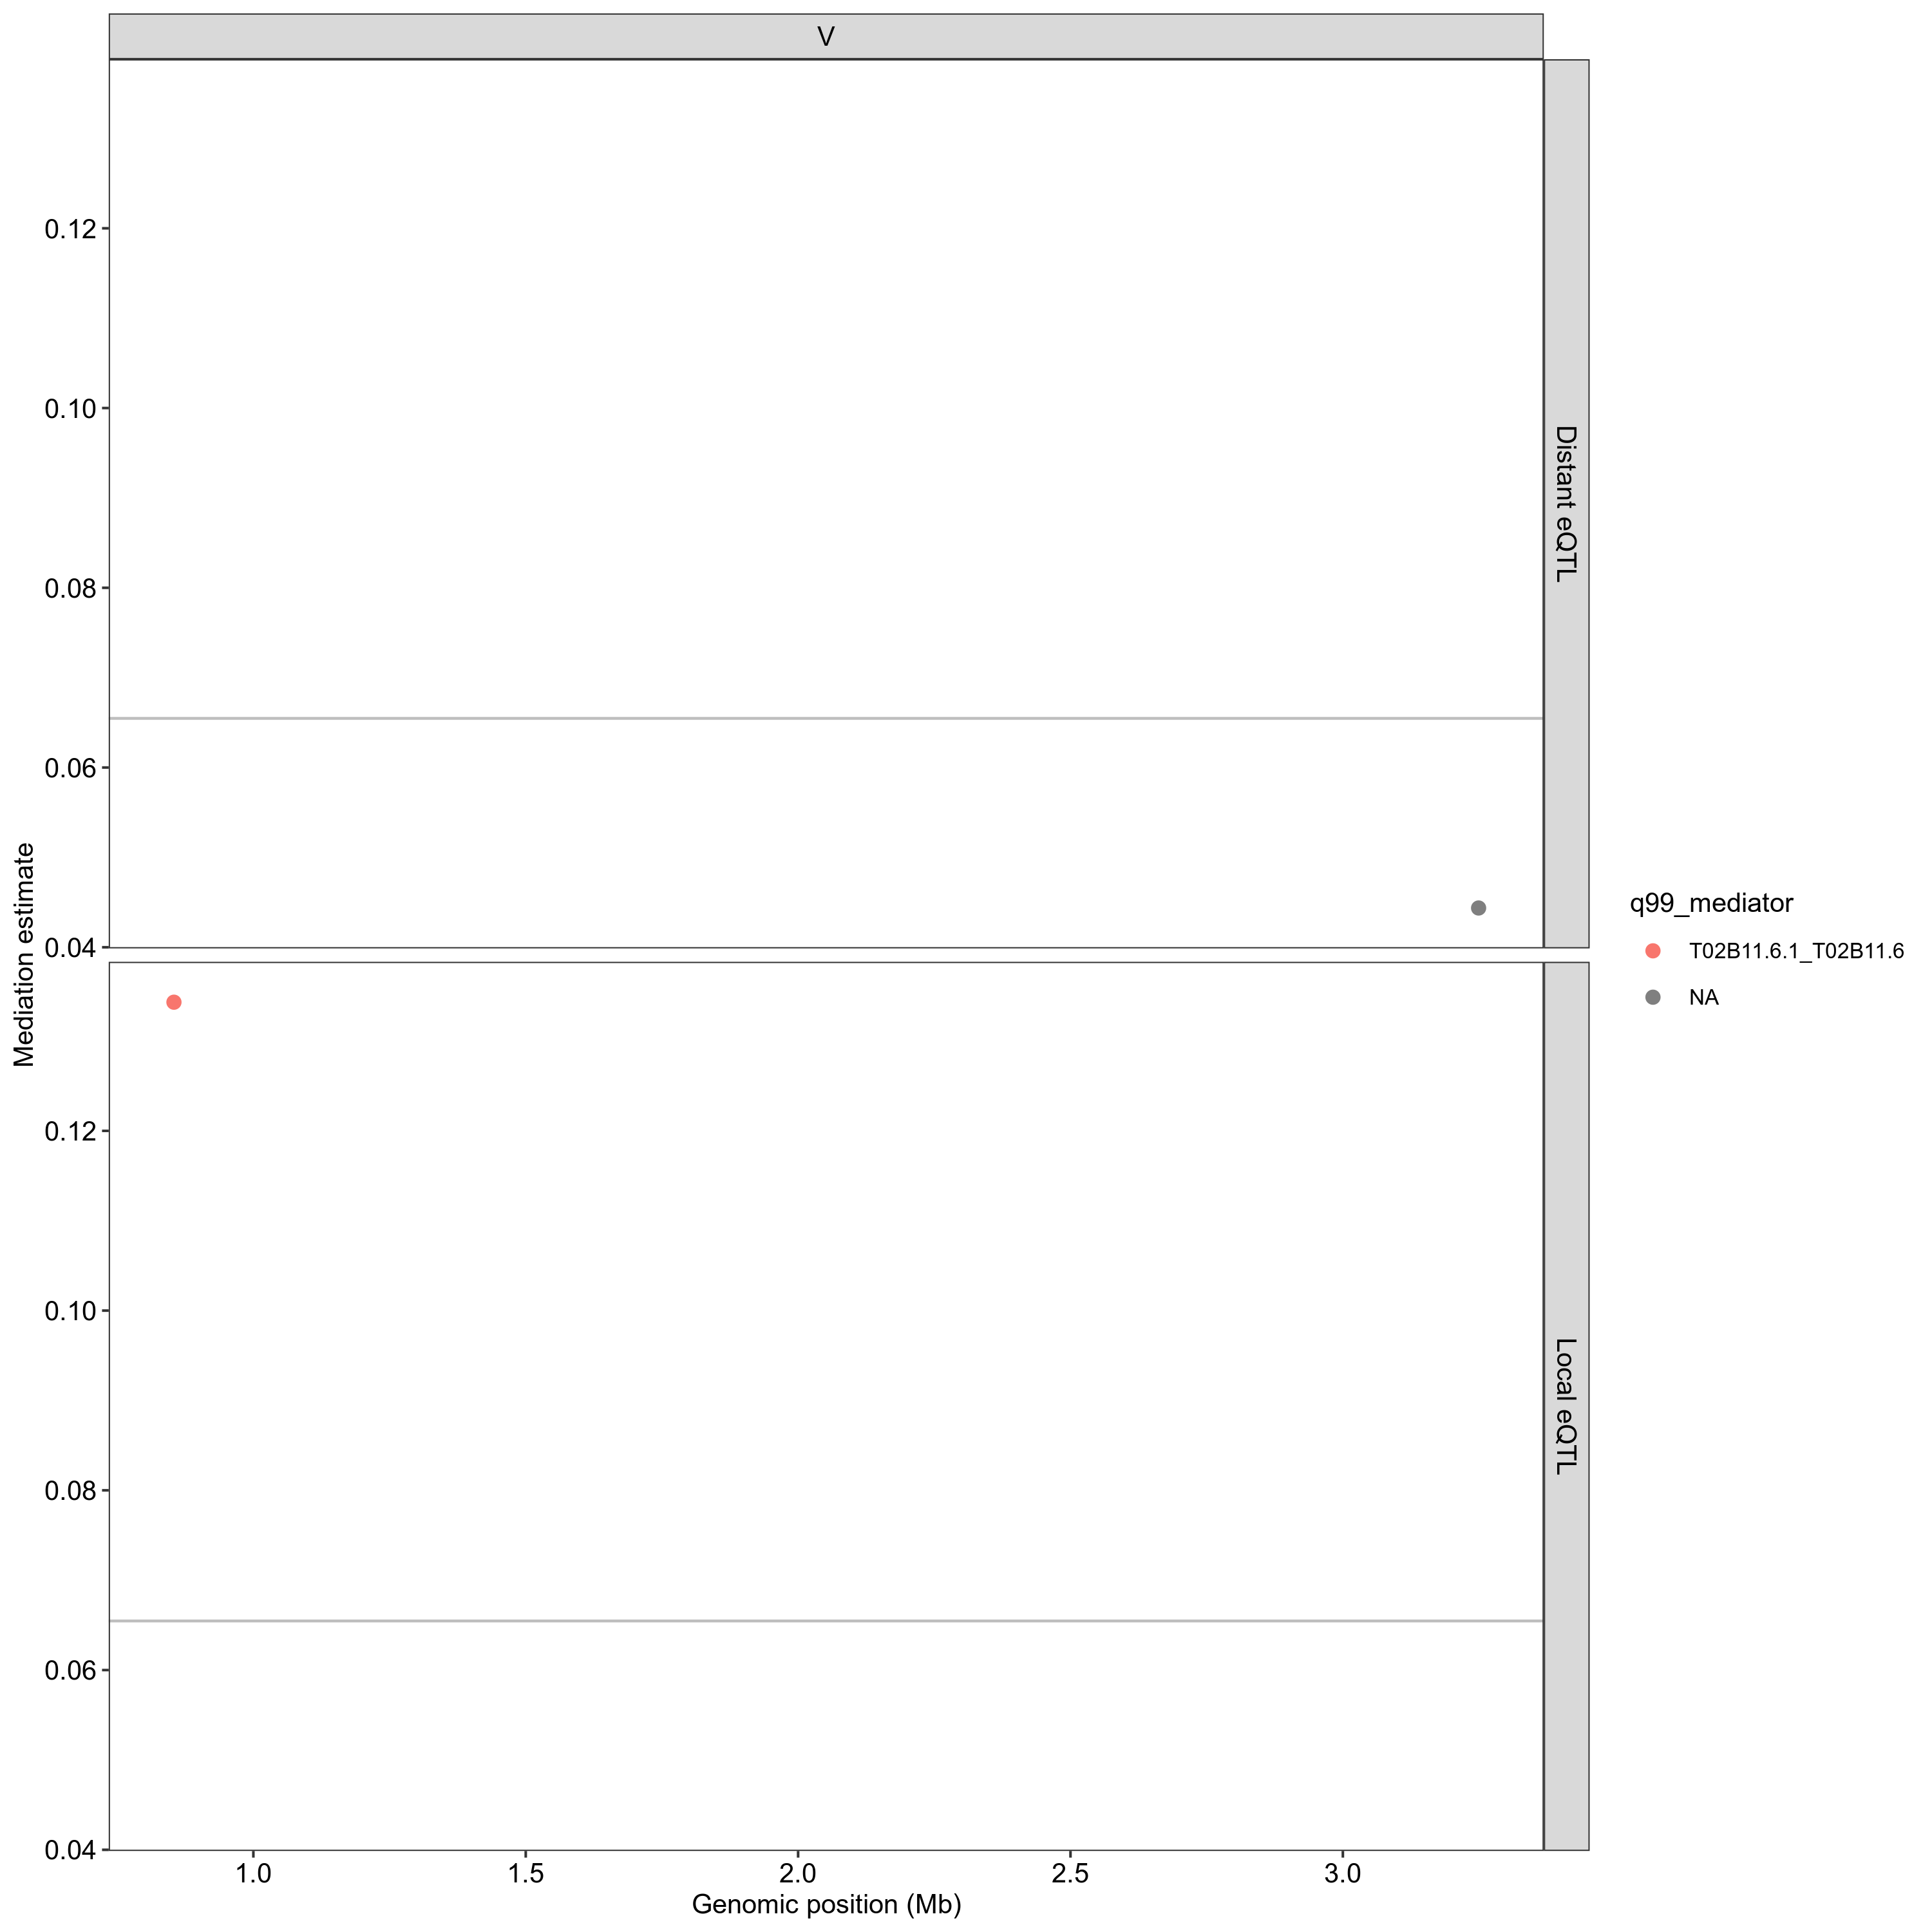 V
0.12
0.10
0.08
0.06
0.04
Distant eQTL
Mediation estimate
0.12
0.10
0.08
0.06
0.04
Local eQTL
1.0 1.5 2.0 2.5 3.0
Genomic position (Mb)
q99_mediator
T02B11.6.1_T02B11.6
NA